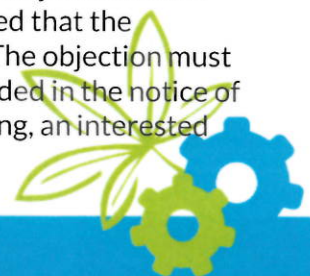 ed that the
The objection must
ded in the notice of
ng, an interested